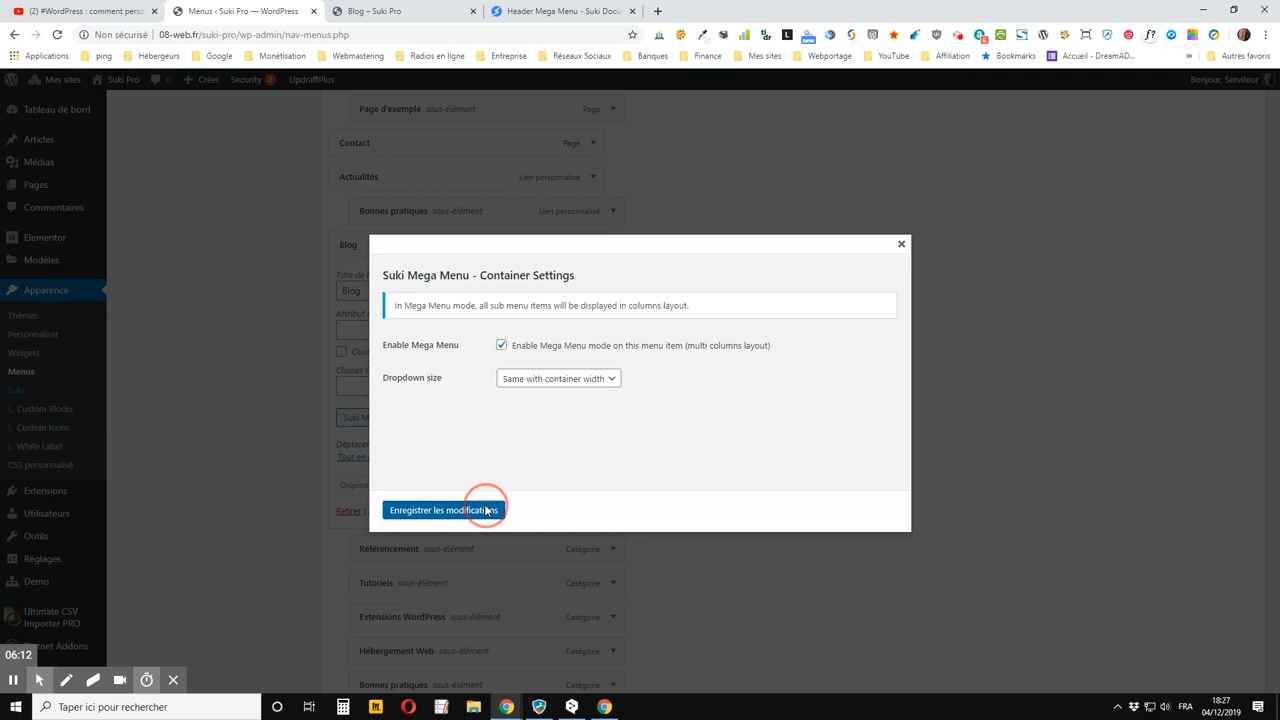 (2) #WordPress : comment perso
Menus ‹ Suki Pro — WordPress
Blog – Suki Pro
Header Mega Menu - Suki Docu
Non sécurisé
08-web.fr/suki-pro/wp-admin/nav-menus.php
Applications
ping
Hébergeurs
Google
Monétisation
Webmastering
Radios en ligne
Entreprise
Réseaux Sociaux
Banques
Finance
Mes sites
Webportage
YouTube
Affiliation
Bookmarks
Accueil - DreamAD...
»
Autres favoris
Mes sites
Suki Pro
0
Créer
Security 2
UpdraftPlus
Bonjour, Serviteur
Tableau de bord
Articles
Médias
Pages
Commentaires
Elementor
Modèles
Apparence
Thèmes
Personnaliser
Widgets
Menus
Suki
Custom Blocks
Custom Icons
White Label
CSS personnalisé
Extensions
Utilisateurs
Outils
Réglages
Demo
Ultimate CSV
Importer PRO
Addons
Page d'exemple sous-élément Page
Contact Page
Actualités Lien personnalisé
Bonnes pratiques sous-élément Lien personnalisé
Blog
Titre de l
Blog
Attribut
Ouv
Classes C
Suki M
Déplacer
Tout en
Origina
Retirer |
Suki Mega Menu - Container Settings
In Mega Menu mode, all sub menu items will be displayed in columns layout.
Enable Mega Menu
Enable Mega Menu mode on this menu item (multi columns layout)
Dropdown size
Same with container width
Enregistrer les modifications
Référencement sous-élément Catégorie
Tutoriels sous-élément Catégorie
Extensions WordPress sous-élément Catégorie
Hébergement Web sous-élément Catégorie
Bonnes pratiques sous-élément Catégorie
06:12
Taper ici pour rechercher
FRA
18:27
04/12/2019